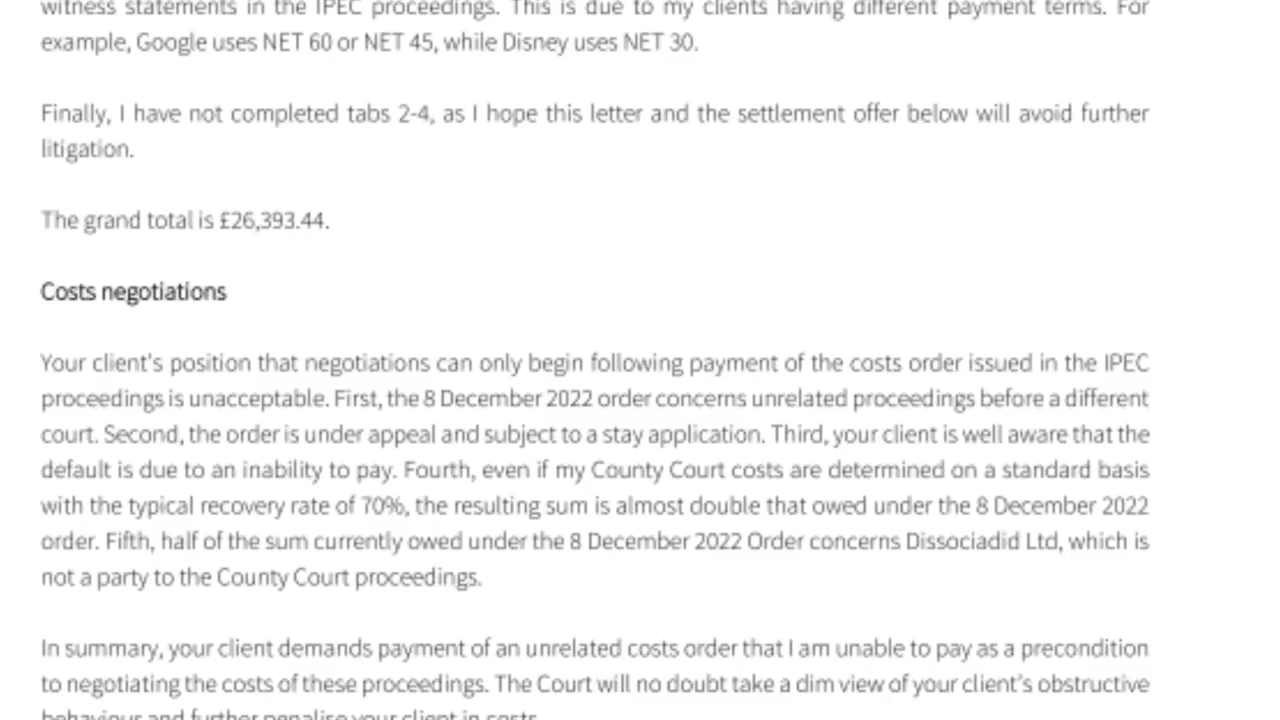 witness statements in the IPEC proceedings. This is due to my clients having different payment terms. For
example, Google uses NET 60 or NET 45, while Disney uses NET 30.
Finally, I have not completed tabs 2-4, as I hope this letter and the settlement offer below will avoid further
litigation.
The grand total is £26,393.44.
Costs negotiations
Your client's position that negotiations can only begin following payment of the costs order issued in the IPEC
proceedings is unacceptable. First, the 8 December 2022 order concerns unrelated proceedings before a different
court. Second, the order is under appeal and subject to a stay application. Third, your client is well aware that the
default is due to an inability to pay. Fourth, even if my County Court costs are determined on a standard basis
with the typical recovery rate of 70%, the resulting sum is almost double that owed under the 8 December 2022
order. Fifth, half of the sum currently owed under the 8 December 2022 Order concerns Dissociadid Ltd, which is
not a party to the County Court proceedings.
In summary, your client demands payment of an unrelated costs order that I am unable to pay as a precondition
to negotiating the costs of these proceedings. The Court will no doubt take a dim view of your client's obstructive
behaviour and further penalise your client in costs.